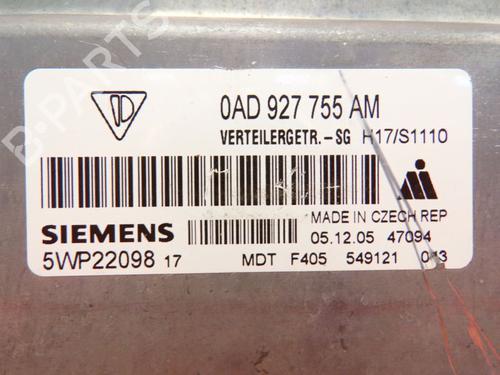 B-PARTS
0AD 927 755 AM
VERTEILERGETR.-SG H17/S1110
SIEMENS
MADE IN CZECH REP
05.12.05 47094
5WP22098 17
MDT F405 549121